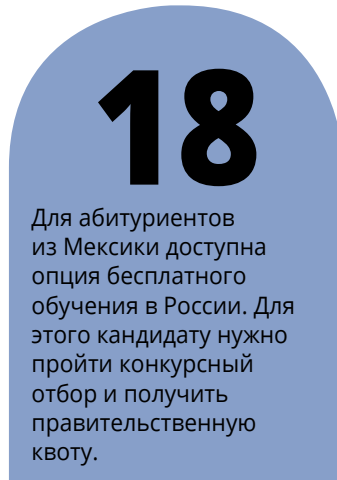 18
Для абитуриентов
из Мексики доступна
опция бесплатного
обучения в России. Для
этого кандидату нужно
пройти конкурсный
отбор и получить
правительственную
квоту.